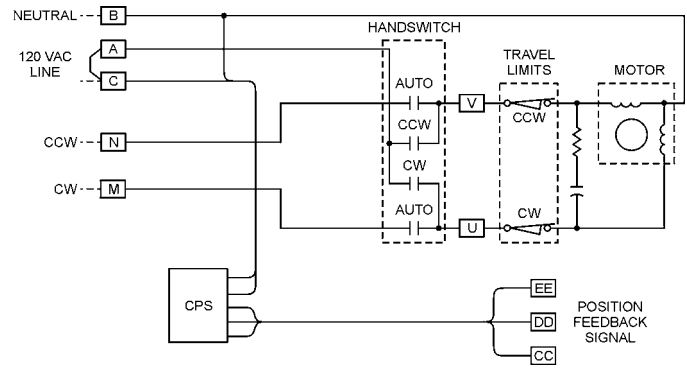 HANDSWITCH
NEUTRAL B
A
120 VAC
LINE
C
TRAVEL
LIMITS
MOTOR
AUTO
V
CCW
CCW
CCW N
CW
CW M
AUTO
U
CW
CPS
EE
DD
CC
POSITION
FEEDBACK
SIGNAL